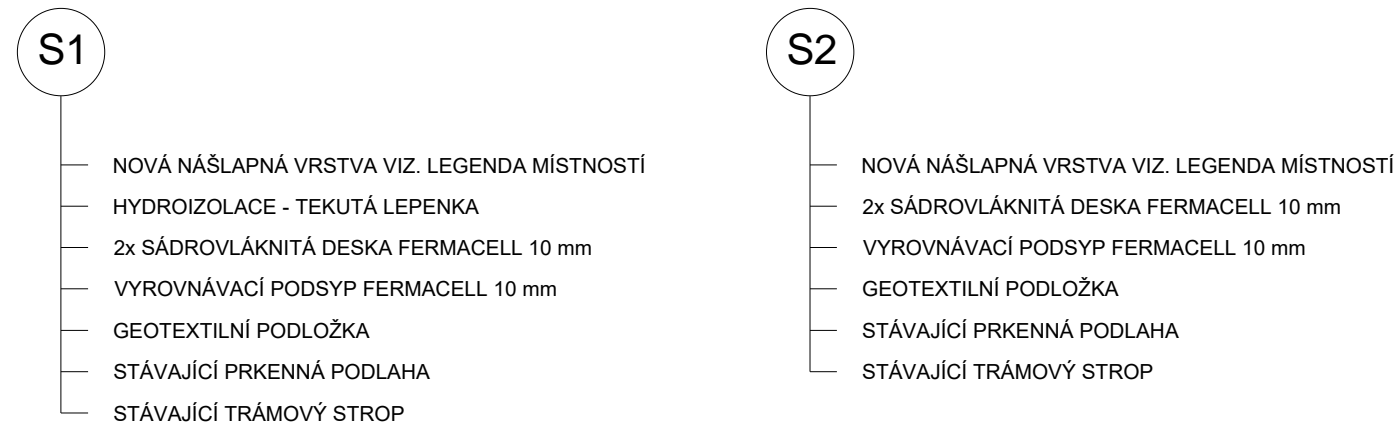 S1
NOVÁ NÁŠLAPNÁ VRSTVA VIZ. LEGENDA MÍSTNOSTÍ
HYDROIZOLACE - TEKUTÁ LEPENKA
2x SÁDROVLÁKNITÁ DESKA FERMACELL 10 mm
VYROVNÁVACÍ PODSYP FERMACELL 10 mm
GEOTEXTILNÍ PODLOŽKA
STÁVAJÍCÍ PRKENNÁ PODLAHA
STÁVAJÍCÍ TRÁMOVÝ STROP
S2
NOVÁ NÁŠLAPNÁ VRSTVA VIZ. LEGENDA MÍSTNOSTÍ
2x SÁDROVLÁKNITÁ DESKA FERMACELL 10 mm
VYROVNÁVACÍ PODSYP FERMACELL 10 mm
GEOTEXTILNÍ PODLOŽKA
STÁVAJÍCÍ PRKENNÁ PODLAHA
STÁVAJÍCÍ TRÁMOVÝ STROP